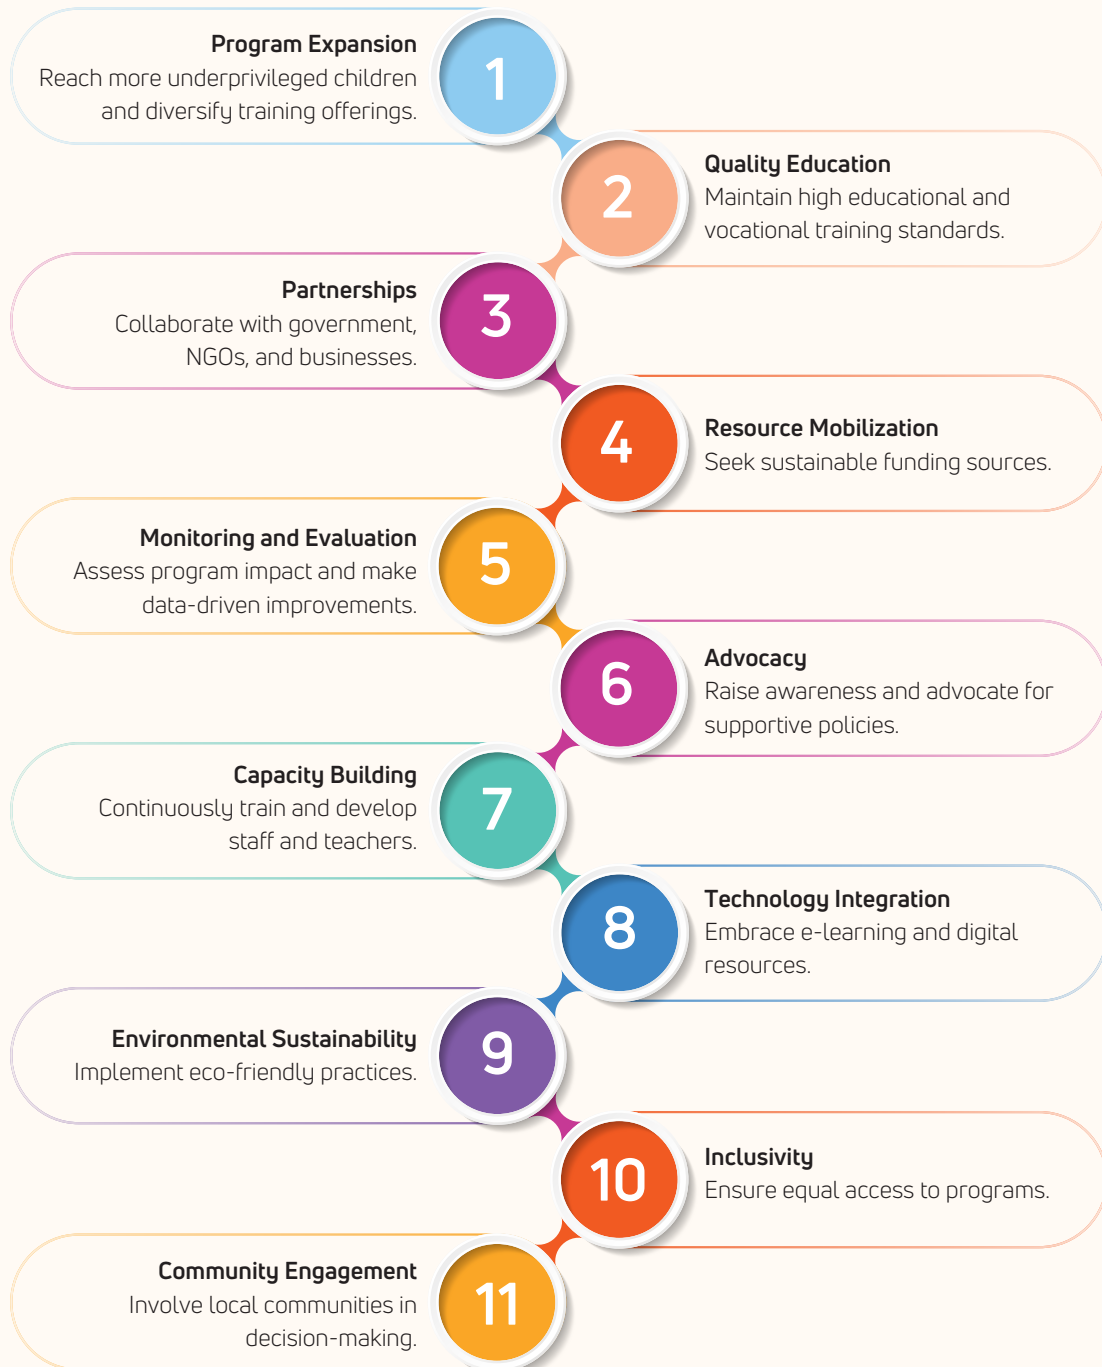 Program Expansion
Reach more underprivileged children
and diversify training offerings.
1
2
Quality Education
Maintain high educational and
vocational training standards.
Partnerships
Collaborate with government,
NGOs, and businesses.
3
4
Resource Mobilization
Seek sustainable funding sources.
Monitoring and Evaluation
Assess program impact and make
data-driven improvements.
5
6
Advocacy
Raise awareness and advocate for
supportive policies.
Capacity Building
Continuously train and develop
staff and teachers.
7
8
Technology Integration
Embrace e-learning and digital
resources.
Environmental Sustainability
Implement eco-friendly practices.
9
10
Inclusivity
Ensure equal access to programs.
Community Engagement
Involve local communities in
decision-making.
11